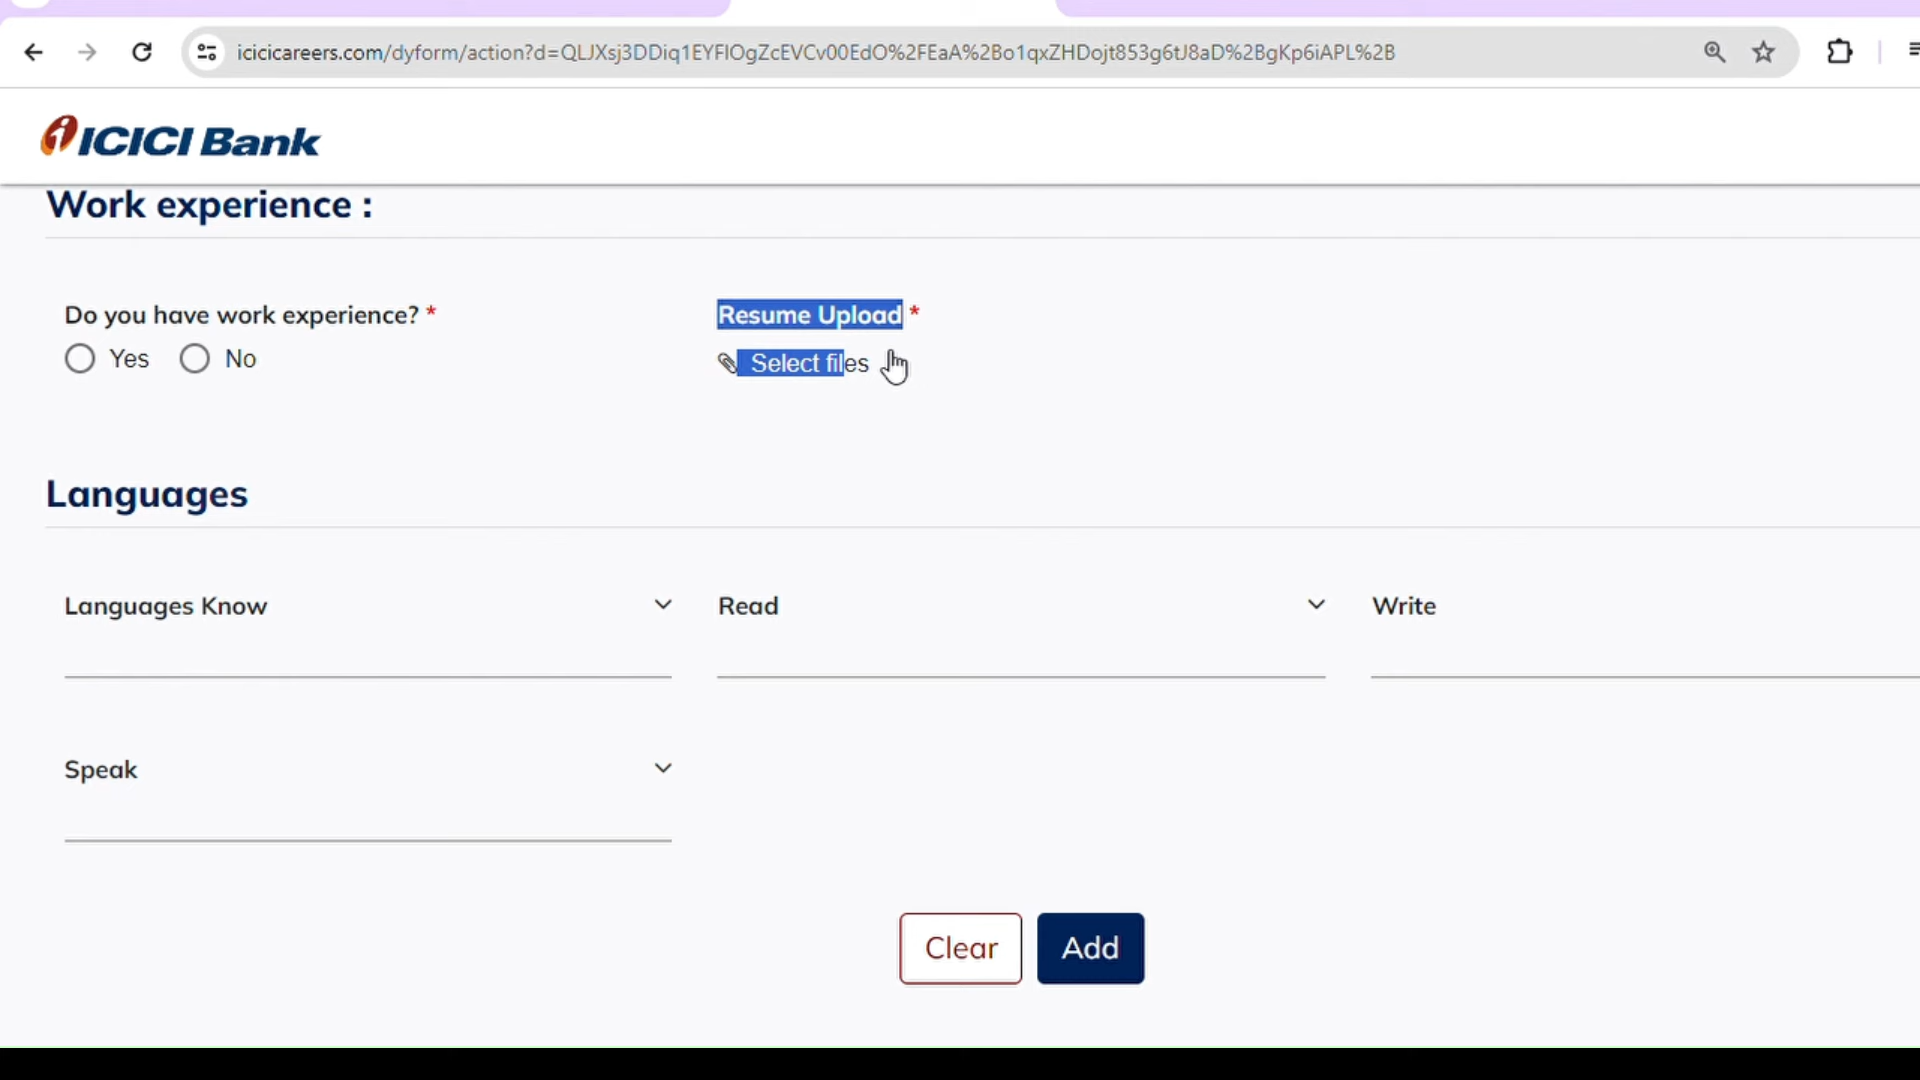 icicicareers.com/dyform/action?d=QLJXsj3DDiq1EYFlOgZcEVCv00EdO%2FEaA%2Bo1qxZHDojt853g6tJ8aD%2BgKp6iAPL%2B
ICICI Bank
Work experience :
Do you have work experience? *
Yes No
Resume Upload *
Select files
Languages
Languages Know
Read
Write
Speak
Clear
Add